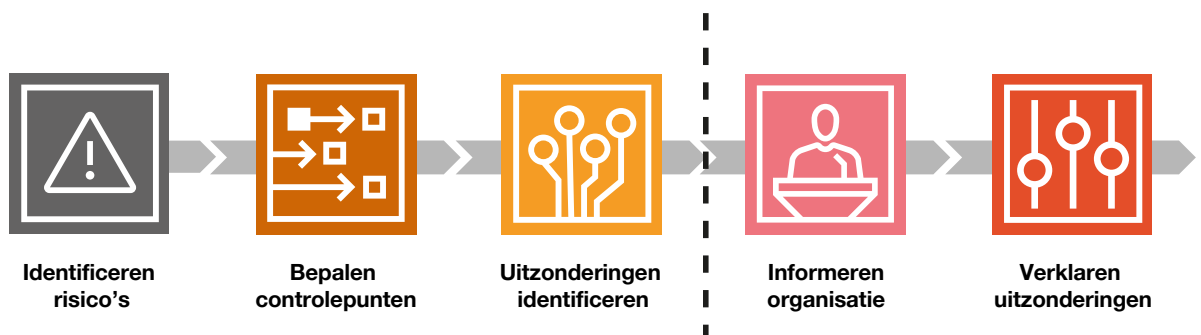 Identificeren
risico’s
Bepalen
controlepunten
Uitzonderingen
identificeren
Informeren
organisatie
Verklaren
uitzonderingen